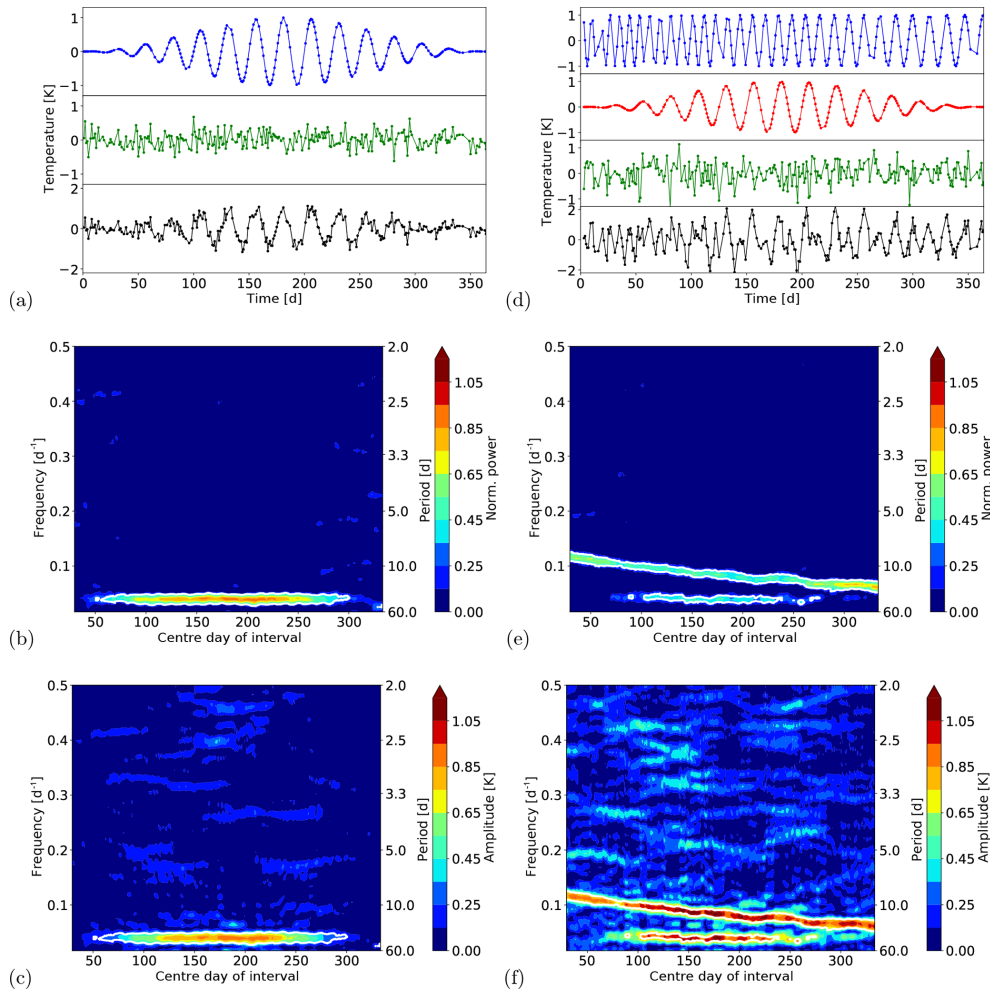 1
0
−1
1
0
−1
2
0
−2
Temperature [K]
0 50 100 150 200 250 300 350
Time [d]
(a)
1
0
−1
1
0
−1
1
0
−1
2
0
−2
Temperature [K]
0 50 100 150 200 250 300 350
Time [d]
(d)
0.5
0.4
0.3
0.2
0.1
Frequency [d⁻¹]
50 100 150 200 250 300
Centre day of interval
2.0
2.5
3.3
5.0
10.0
60.0
Period [d]
1.05
0.85
0.65
0.45
0.25
0.00
Norm. power
(b)
0.5
0.4
0.3
0.2
0.1
Frequency [d⁻¹]
50 100 150 200 250 300
Centre day of interval
2.0
2.5
3.3
5.0
10.0
60.0
Period [d]
1.05
0.85
0.65
0.45
0.25
0.00
Norm. power
(e)
0.5
0.4
0.3
0.2
0.1
Frequency [d⁻¹]
50 100 150 200 250 300
Centre day of interval
2.0
2.5
3.3
5.0
10.0
60.0
Period [d]
1.05
0.85
0.65
0.45
0.25
0.00
Amplitude [K]
(c)
0.5
0.4
0.3
0.2
0.1
Frequency [d⁻¹]
50 100 150 200 250 300
Centre day of interval
2.0
2.5
3.3
5.0
10.0
60.0
Period [d]
1.05
0.85
0.65
0.45
0.25
0.00
Amplitude [K]
(f)